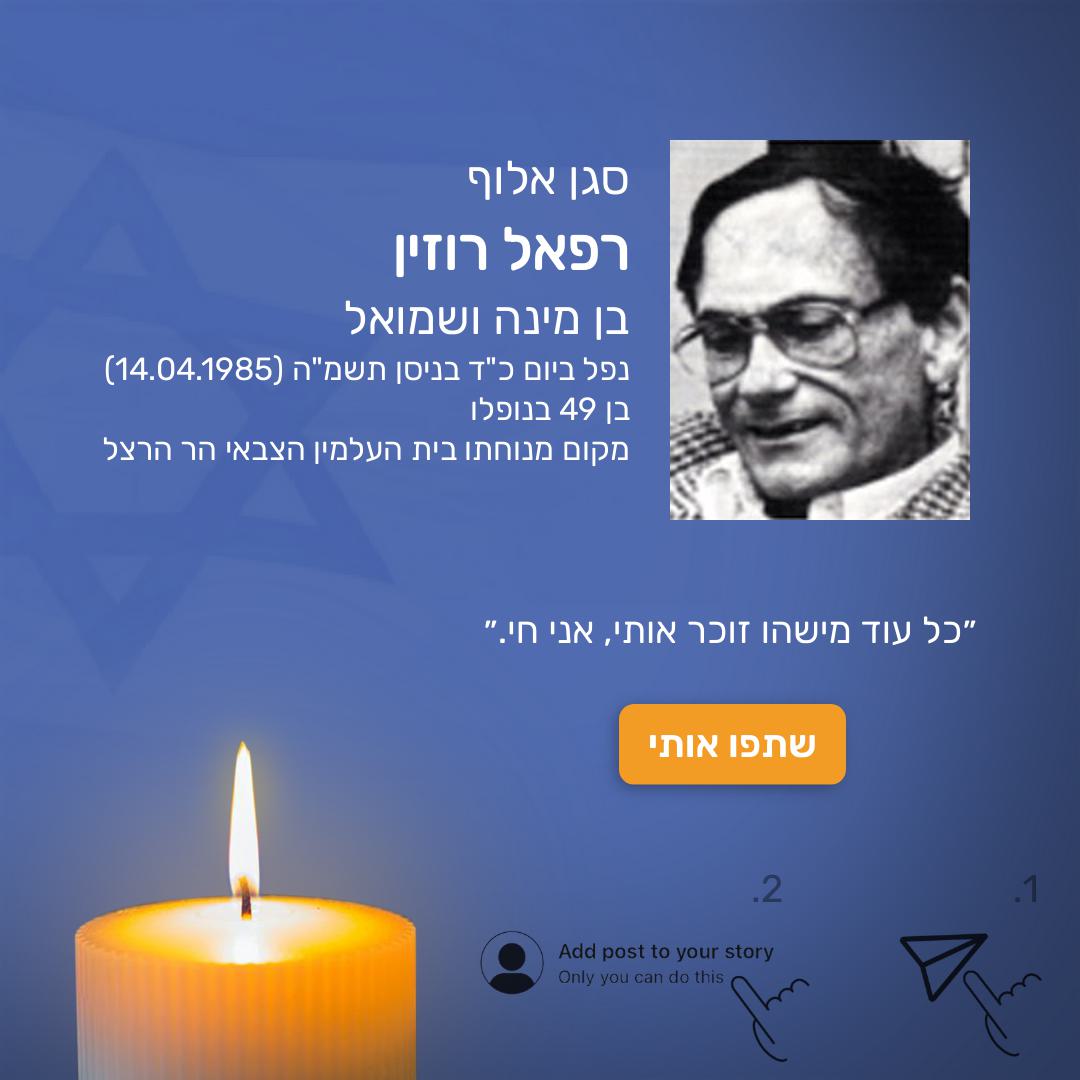 סגן אלוף
רפאל רוזין
בן מינה ושמואל
נפל ביום כ"ד בניסן תשמ"ה (14.04.1985)
בן 49 בנופלו
מקום מנוחתו בית העלמין הצבאי הר הרצל
״כל עוד מישהו זוכר אותי, אני חי.״
שתפו אותי
1.
2.
Add post to your story
Only you can do this